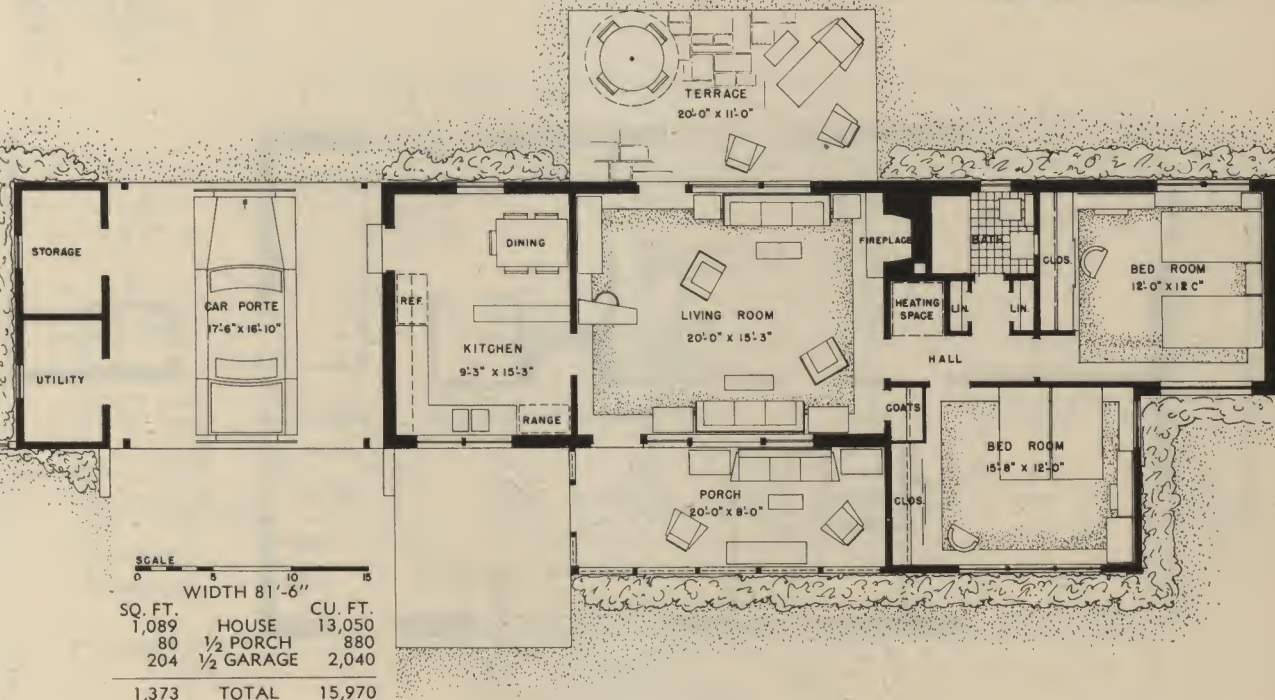 TERRACE
20'-0" X 11'-0"
STORAGE
UTILITY
CAR PORTE
17'-6" X 16'-10"
DINING
REF.
KITCHEN
9'-3" X 15'-3"
RANGE
LIVING ROOM
20'-0" X 15'-3"
FIREPLACE
BATH
HEATING
SPACE
LIN.
LIN.
CLOS.
BED ROOM
12'-0" X 12'C"
HALL
COATS
BED ROOM
15'-8" X 12'-0"
CLOS.
PORCH
20'-0" X 8'-0"
SCALE
0 5 10 15
WIDTH 81'-6"
SQ. FT. CU. FT.
1,089 HOUSE 13,050
80 ½ PORCH 880
204 ½ GARAGE 2,040
1,373 TOTAL 15,970